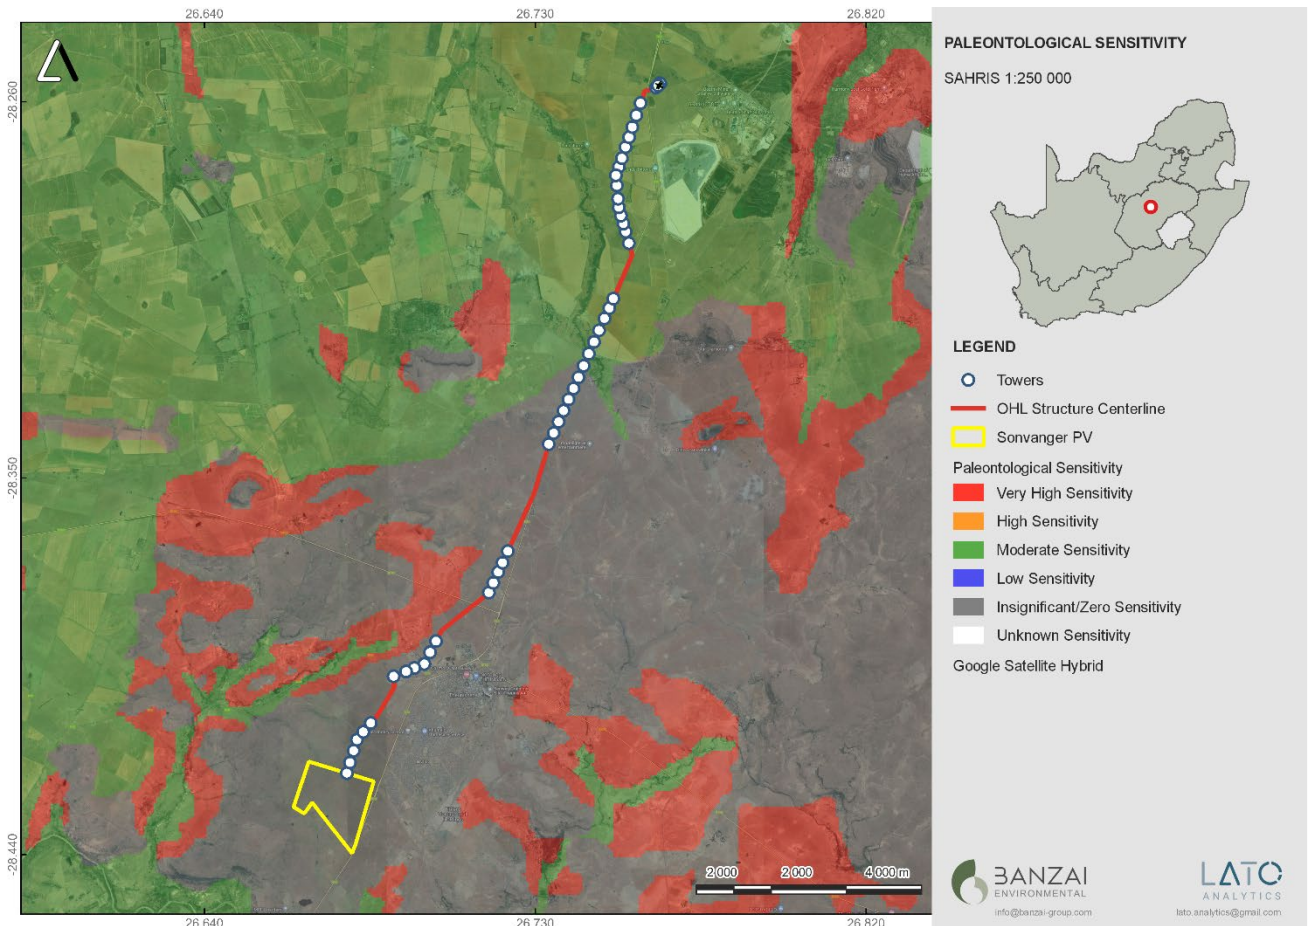 26.640
26.730
26.820
-28.260
-28.350
-28.440
2 000
2 000
4 000 m
26.640
26.730
26.820
PALEONTOLOGICAL SENSITIVITY
SAHRIS 1:250 000
LEGEND
Towers
OHL Structure Centerline
Sonvanger PV
Paleontological Sensitivity
Very High Sensitivity
High Sensitivity
Moderate Sensitivity
Low Sensitivity
Insignificant/Zero Sensitivity
Unknown Sensitivity
Google Satellite Hybrid
BANZAI
ENVIRONMENTAL
info@banzai-group.com
LATO
ANALYTICS
lato.analytics@gmail.com